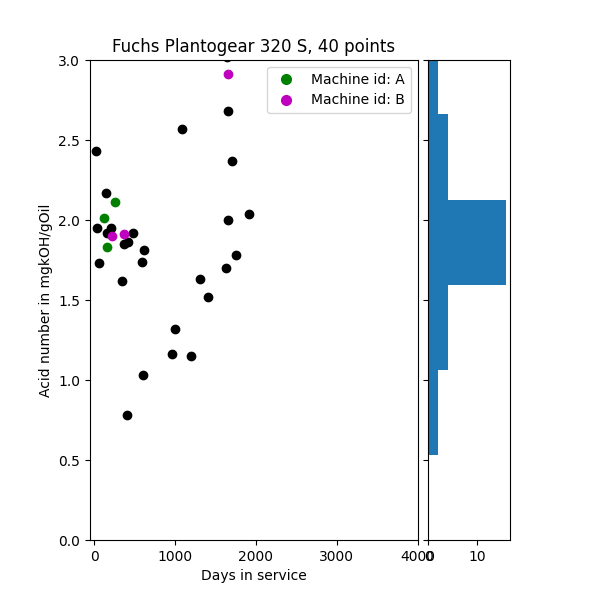 Fuchs Plantogear 320 S, 40 points
Machine id: A
Machine id: B
3.0
2.5
2.0
1.5
1.0
0.5
0.0
Acid number in mgkOH/gOil
0 1000 2000 3000 4000
0 10
Days in service